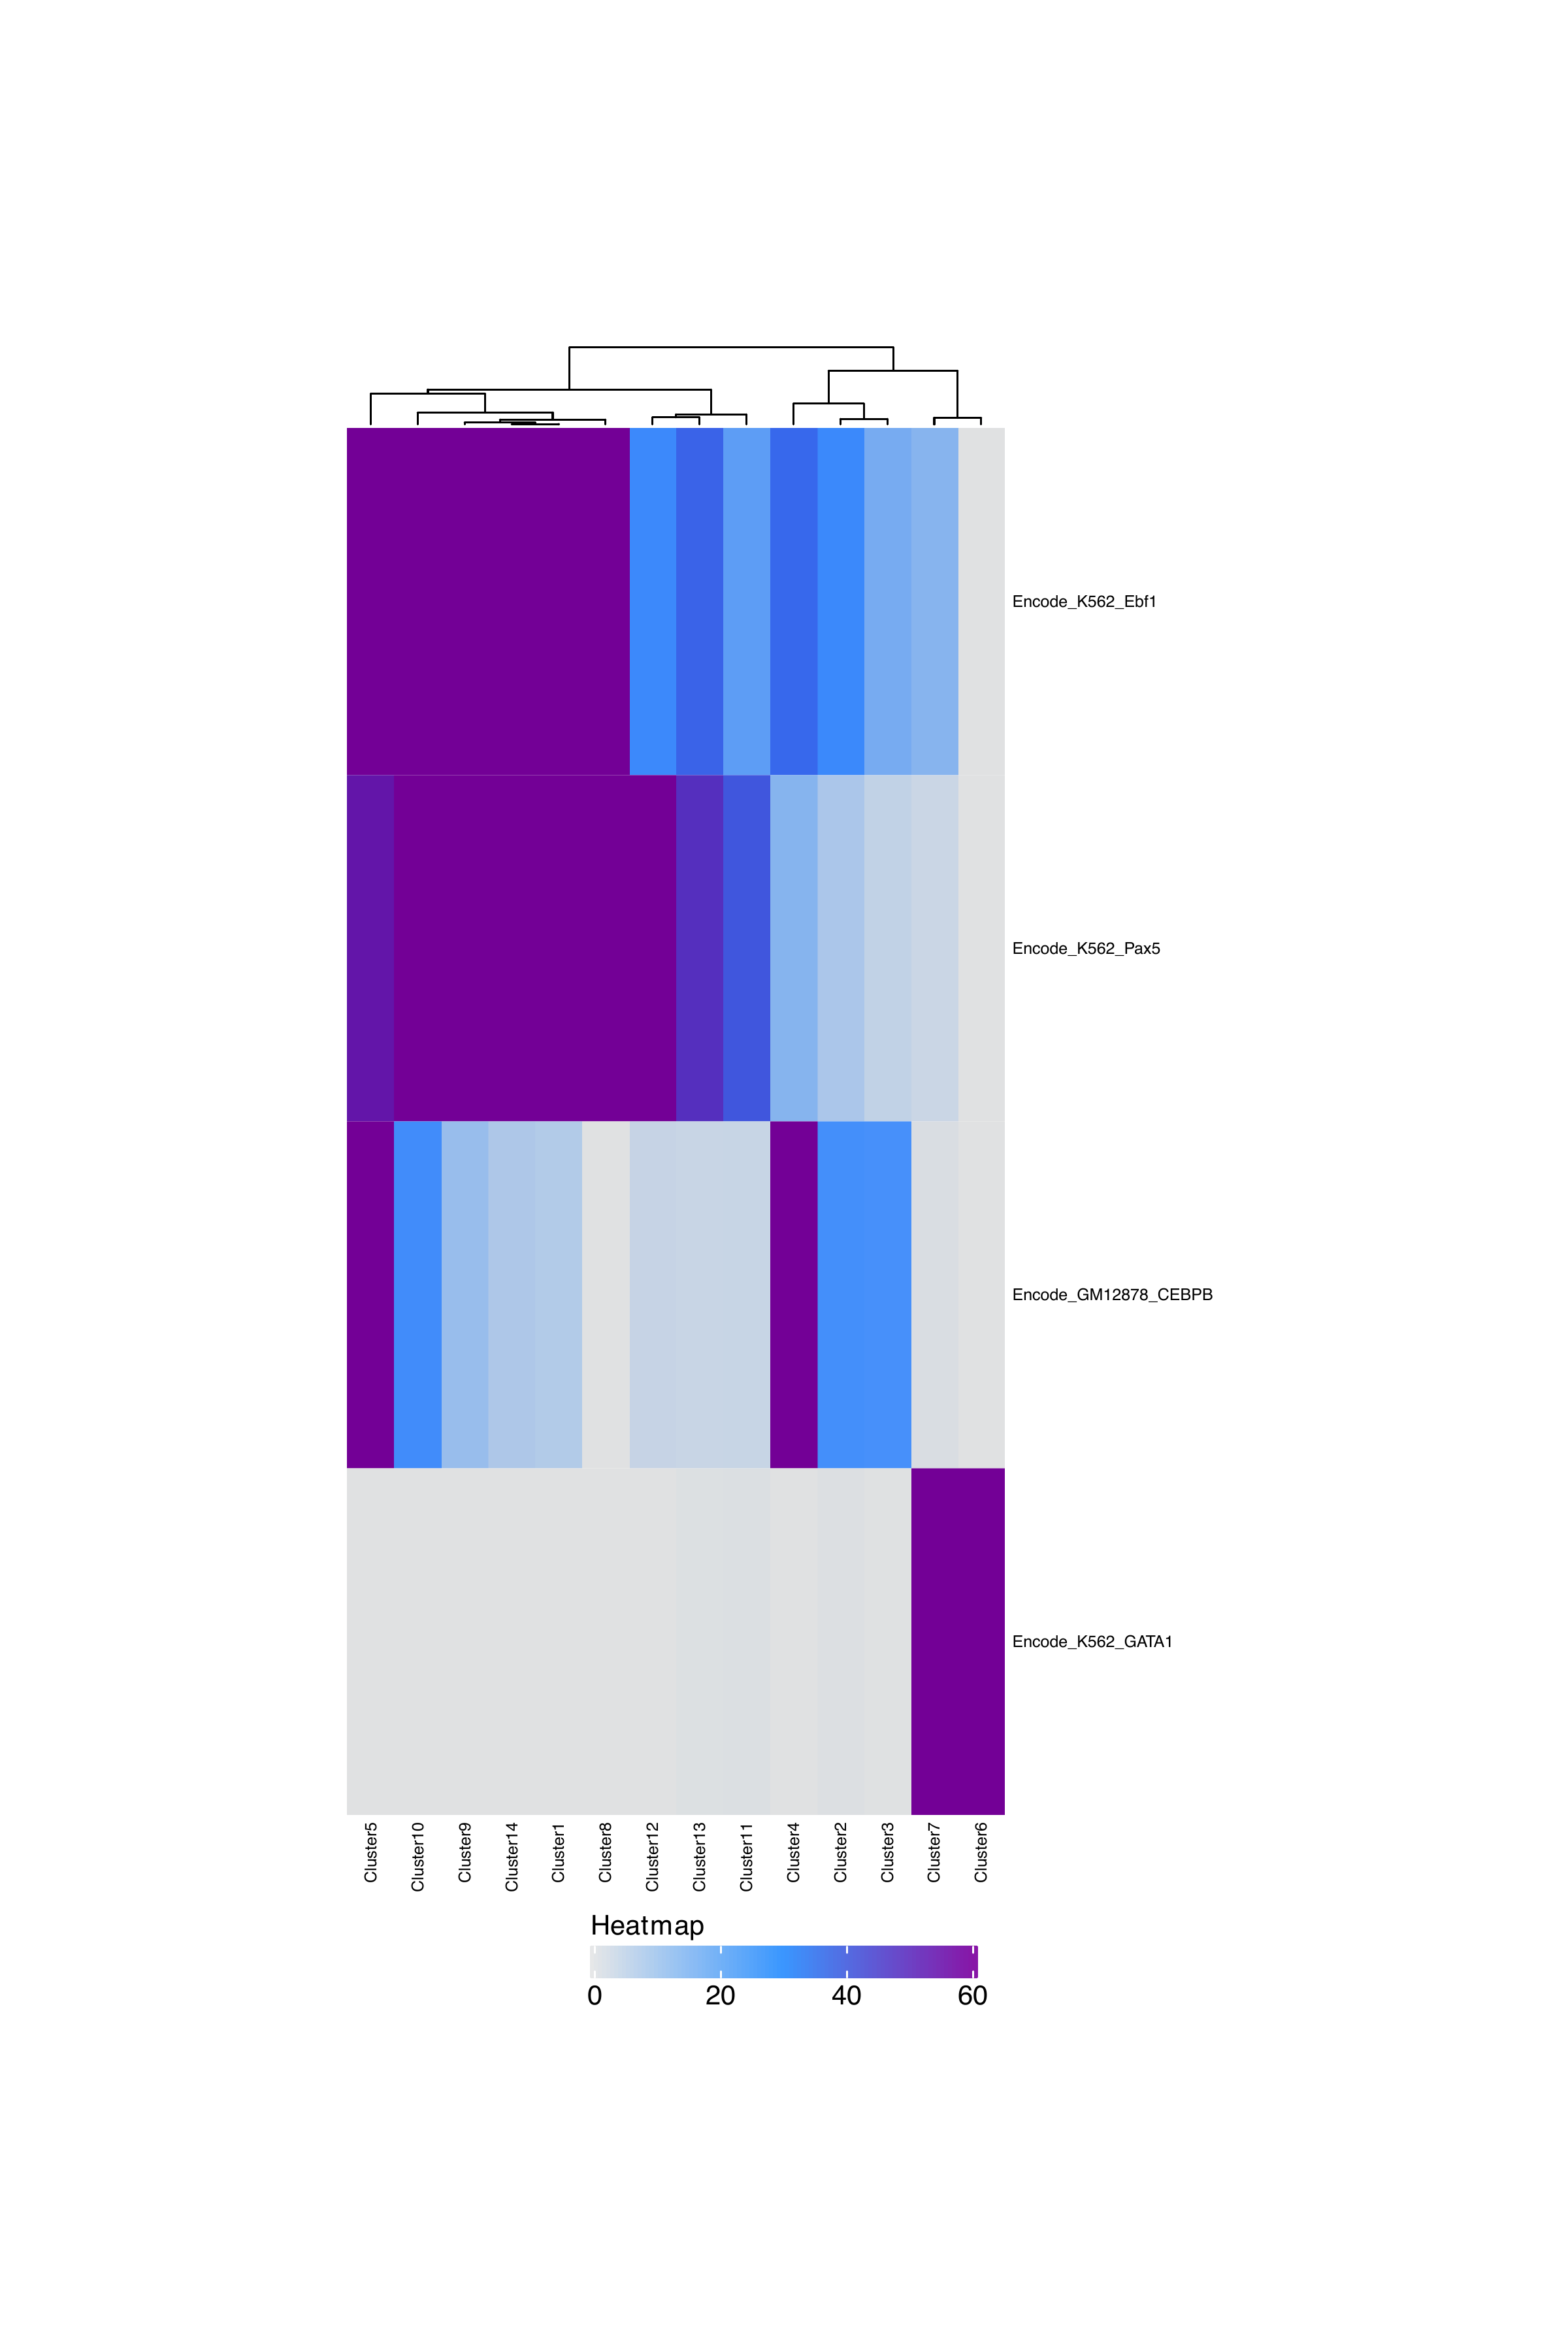 Encode_K562_Ebf1
Encode_K562_Pax5
Encode_GM12878_CEBPB
Encode_K562_GATA1
Cluster5
Cluster10
Cluster9
Cluster14
Cluster1
Cluster8
Cluster12
Cluster13
Cluster11
Cluster4
Cluster2
Cluster3
Cluster7
Cluster6
Heatmap
0 20 40 60